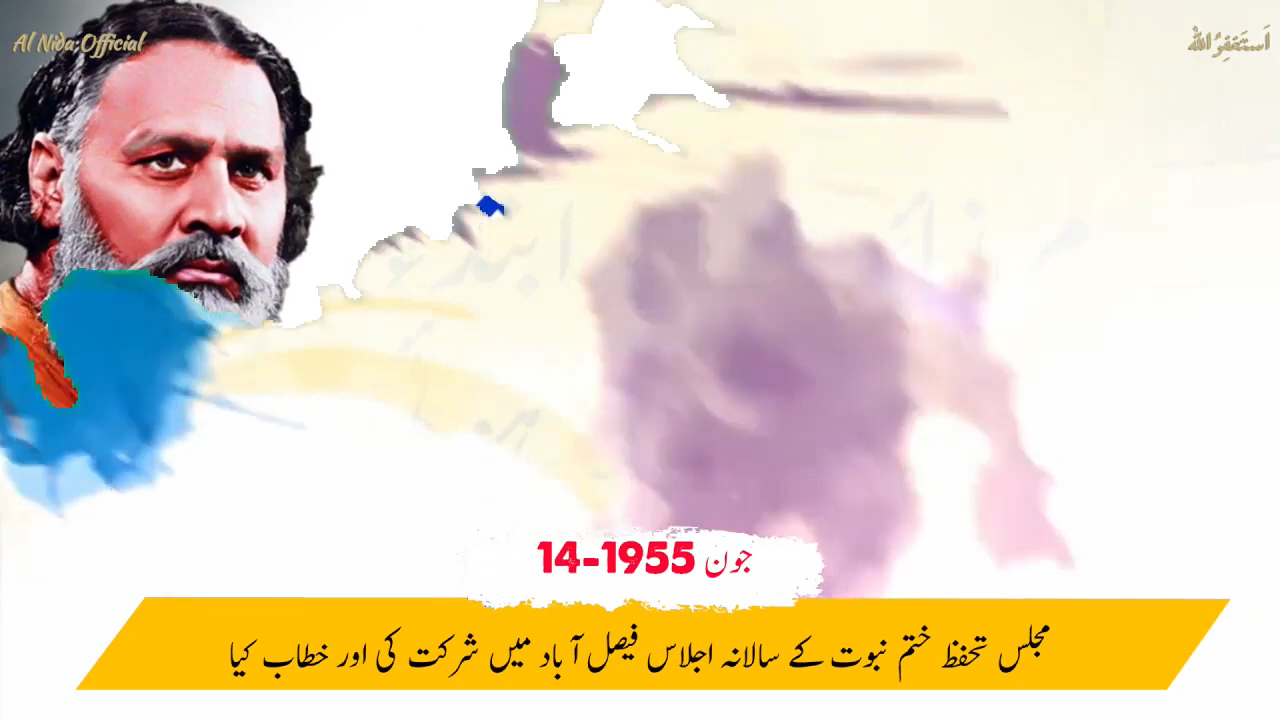 Al Nida Official
اَستَغفِرُاللہ
14-جون 1955
مجلس تحفظ ختم نبوت کے سالانہ اجلاس فیصل آباد میں شرکت کی اور خطاب کیا